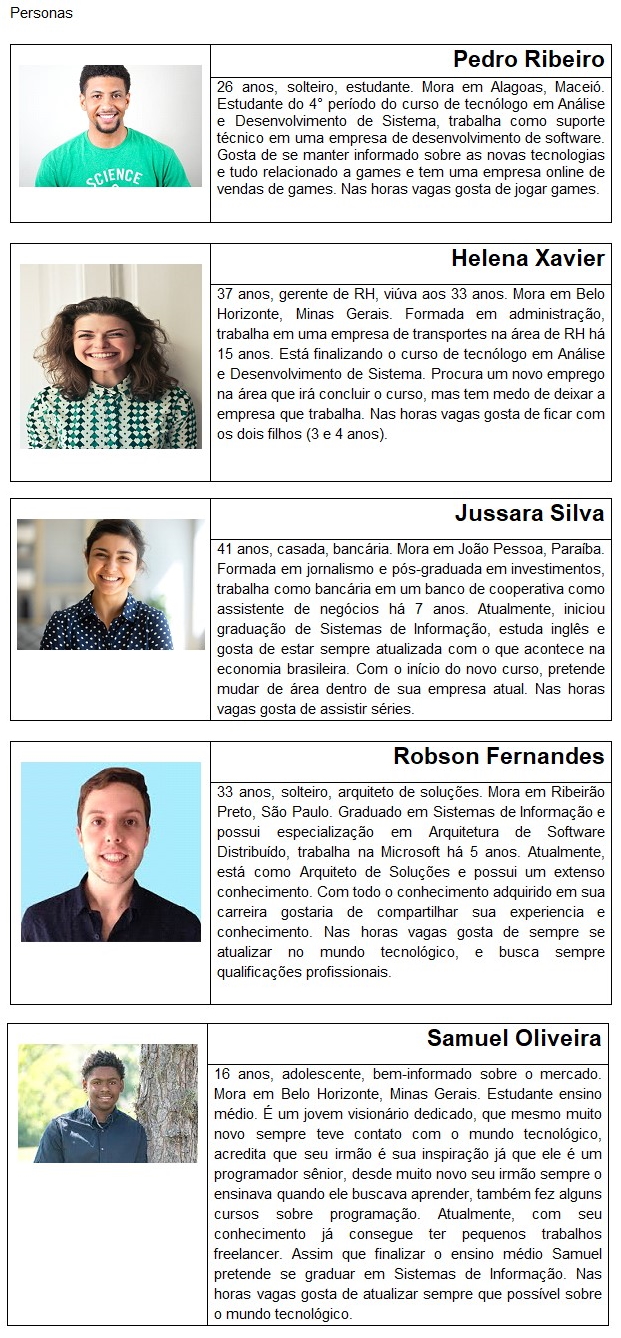 Personas
Pedro Ribeiro
SCIENCE
26 anos, solteiro, estudante. Mora em Alagoas, Maceió.
Estudante do 4° período do curso de tecnólogo em Análise
e Desenvolvimento de Sistema, trabalha como suporte
técnico em uma empresa de desenvolvimento de software.
Gosta de se manter informado sobre as novas tecnologias
e tudo relacionado a games e tem uma empresa online de
vendas de games. Nas horas vagas gosta de jogar games.
Helena Xavier
37 anos, gerente de RH, viúva aos 33 anos. Mora em Belo
Horizonte, Minas Gerais. Formada em administração,
trabalha em uma empresa de transportes na área de RH há
15 anos. Está finalizando o curso de tecnólogo em Análise
e Desenvolvimento de Sistema. Procura um novo emprego
na área que irá concluir o curso, mas tem medo de deixar a
empresa que trabalha. Nas horas vagas gosta de ficar com
os dois filhos (3 e 4 anos).
Jussara Silva
41 anos, casada, bancária. Mora em João Pessoa, Paraíba.
Formada em jornalismo e pós-graduada em investimentos,
trabalha como bancária em um banco de cooperativa como
assistente de negócios há 7 anos. Atualmente, iniciou
graduação de Sistemas de Informação, estuda inglês e
gosta de estar sempre atualizada com o que acontece na
economia brasileira. Com o início do novo curso, pretende
mudar de área dentro de sua empresa atual. Nas horas
vagas gosta de assistir séries.
Robson Fernandes
33 anos, solteiro, arquiteto de soluções. Mora em Ribeirão
Preto, São Paulo. Graduado em Sistemas de Informação e
possui especialização em Arquitetura de Software
Distribuído, trabalha na Microsoft há 5 anos. Atualmente,
está como Arquiteto de Soluções e possui um extenso
conhecimento. Com todo o conhecimento adquirido em sua
carreira gostaria de compartilhar sua experiencia e
conhecimento. Nas horas vagas gosta de sempre se
atualizar no mundo tecnológico, e busca sempre
qualificações profissionais.
Samuel Oliveira
16 anos, adolescente, bem-informado sobre o mercado.
Mora em Belo Horizonte, Minas Gerais. Estudante ensino
médio. É um jovem visionário dedicado, que mesmo muito
novo sempre teve contato com o mundo tecnológico,
acredita que seu irmão é sua inspiração já que ele é um
programador sênior, desde muito novo seu irmão sempre o
ensinava quando ele buscava aprender, também fez alguns
cursos sobre programação. Atualmente, com seu
conhecimento já consegue ter pequenos trabalhos
freelancer. Assim que finalizar o ensino médio Samuel
pretende se graduar em Sistemas de Informação. Nas
horas vagas gosta de atualizar sempre que possível sobre
o mundo tecnológico.